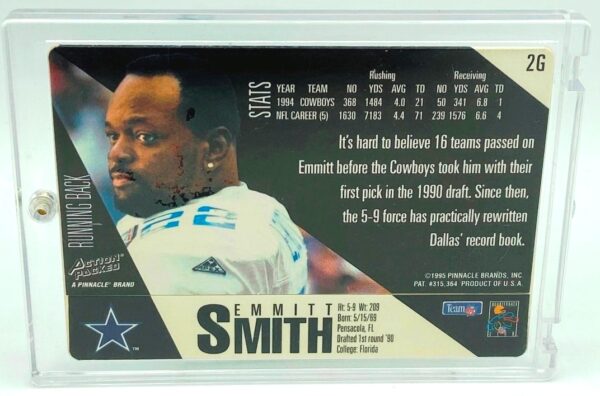 2G
STATS
Rushing Receiving
YEAR TEAM NO YDS AVG TD NO YDS AVG TD
1994 COWBOYS 368 1484 4.0 21 50 341 6.8 1
NFL CAREER (5) 1630 7183 4.4 71 239 1576 6.6 4
It's hard to believe 16 teams passed on
Emmitt before the Cowboys took him with their
first pick in the 1990 draft. Since then,
the 5-9 force has practically rewritten
Dallas' record book.
RUNNING BACK
22
ACTION
PACKED
A PINNACLE BRAND
©1995 PINNACLE BRANDS, INC.
PAT. #315,364 PRODUCT OF U.S.A.
EMMITT
SMITH
Ht: 5-9 Wt: 209
Born: 5/15/69
Pensacola, FL
Drafted 1st round '90
College: Florida
TM
Team NFL